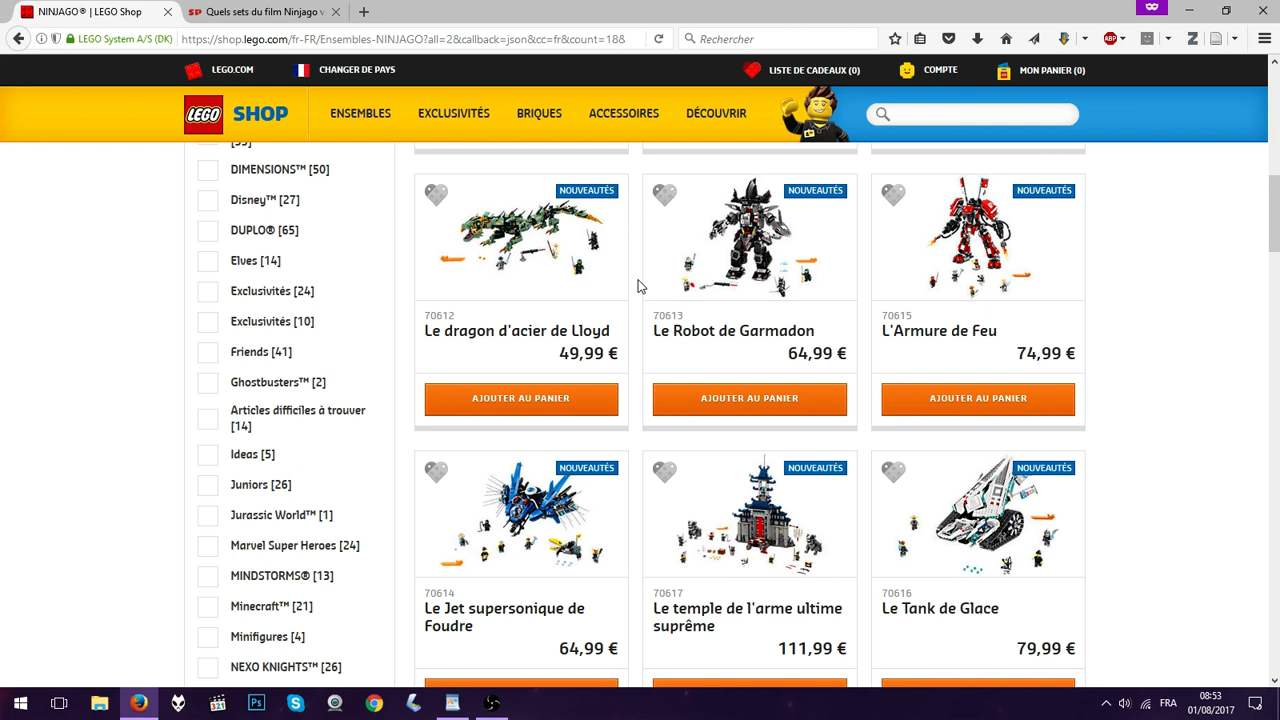 NINJAGO® | LEGO Shop
Quels sets du film Ninjago v
LEGO System A/S (DK)
https://shop.lego.com/fr-FR/Ensembles-NINJAGO?all=2&callback=json&cc=fr&count=18&
Rechercher
LEGO.COM
CHANGER DE PAYS
LISTE DE CADEAUX (0)
COMPTE
MON PANIER (0)
LEGO SHOP
ENSEMBLES
EXCLUSIVITÉS
BRIQUES
ACCESSOIRES
DÉCOUVRIR
DIMENSIONS™ [50]
Disney™ [27]
DUPLO® [65]
Elves [14]
Exclusivités [24]
Exclusivités [10]
Friends [41]
Ghostbusters™ [2]
Articles difficiles à trouver
[14]
Ideas [5]
Juniors [26]
Jurassic World™ [1]
Marvel Super Heroes [24]
MINDSTORMS® [13]
Minecraft™ [21]
Minifigures [4]
NEXO KNIGHTS™ [26]
NOUVEAUTÉS
70612
Le dragon d'acier de Lloyd
49,99 €
AJOUTER AU PANIER
NOUVEAUTÉS
70613
Le Robot de Garmadon
64,99 €
AJOUTER AU PANIER
NOUVEAUTÉS
70615
L'Armure de Feu
74,99 €
AJOUTER AU PANIER
NOUVEAUTÉS
70614
Le Jet supersonique de
Foudre
64,99 €
NOUVEAUTÉS
70617
Le temple de l'arme ultime
suprême
111,99 €
NOUVEAUTÉS
70616
Le Tank de Glace
79,99 €
FRA
08:53
01/08/2017